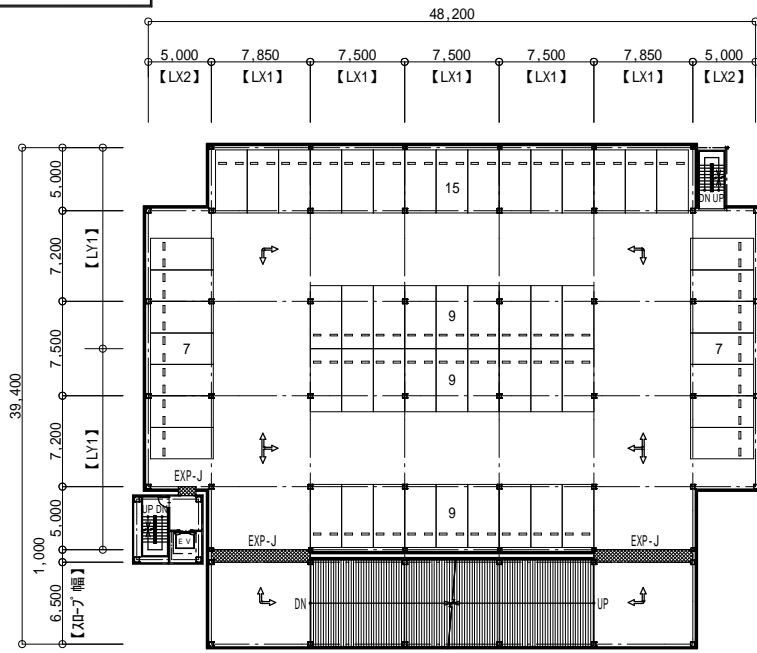 48,200
5,000 7,850 7,500 7,500 7,500 7,850 5,000
【LX2】 【LX1】 【LX1】 【LX1】 【LX1】 【LX1】 【LX2】
39,400
5,000
7,200
7,500
7,200
5,000
1,000
6,500
【LY1】
【LY1】
【スロープ幅】
15
DN UP
9
7
9
7
EXP-J
UP DN
EV
9
EXP-J
EXP-J
DN
UP